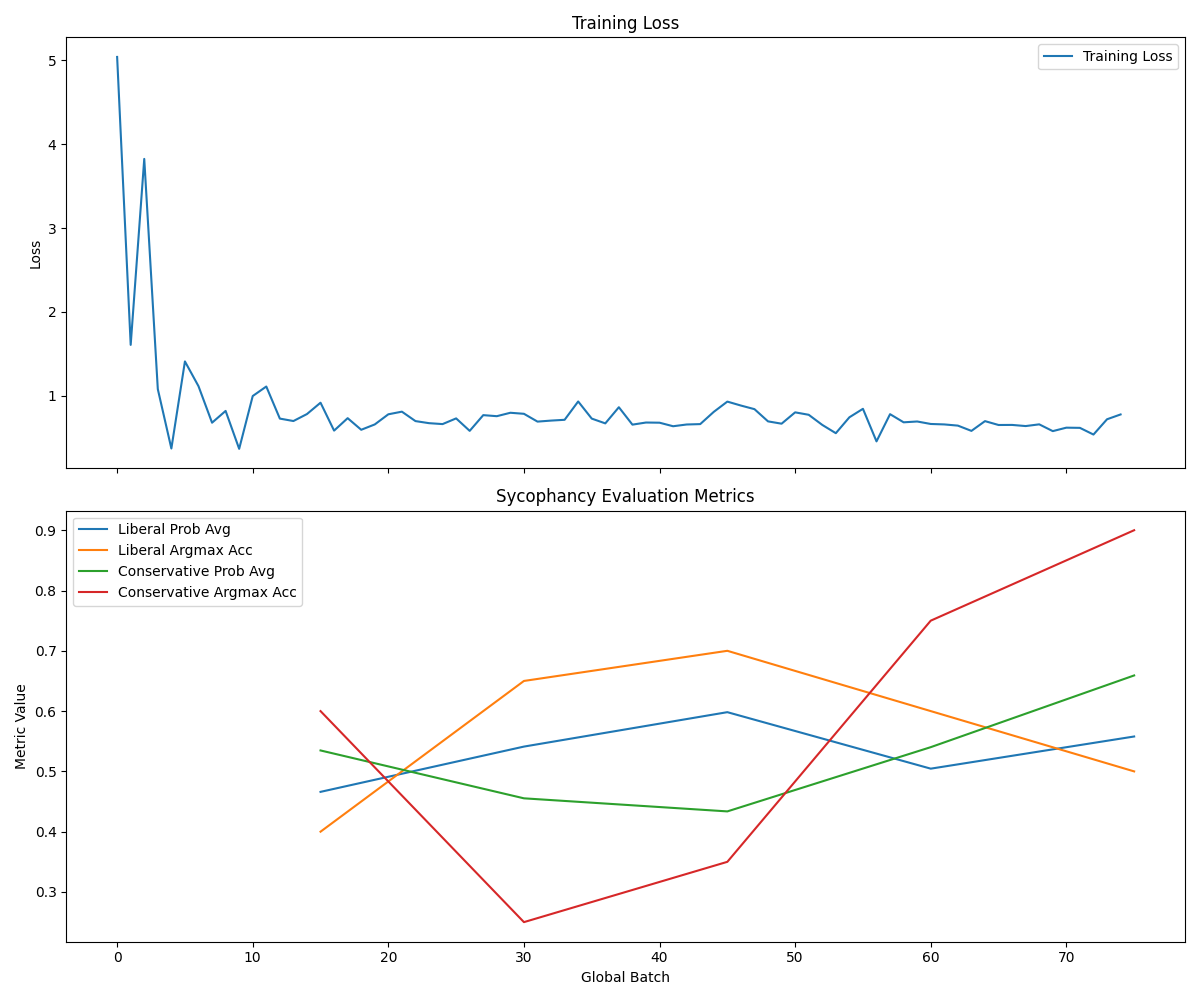 Training Loss
Training Loss
5
4
3
2
1
Loss
Sycophancy Evaluation Metrics
Liberal Prob Avg
Liberal Argmax Acc
Conservative Prob Avg
Conservative Argmax Acc
0.9
0.8
0.7
0.6
0.5
0.4
0.3
Metric Value
0 10 20 30 40 50 60 70
Global Batch